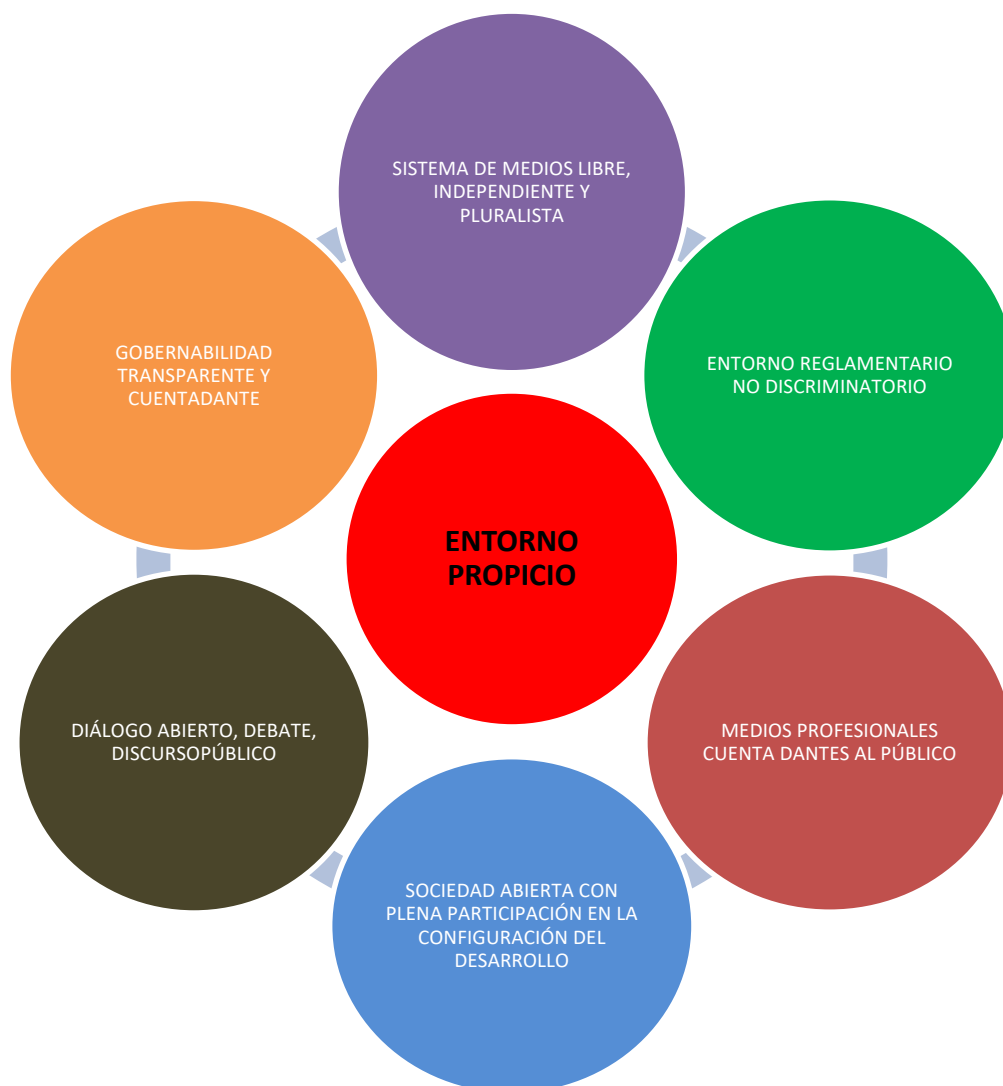 SISTEMA DE MEDIOS LIBRE,
INDEPENDIENTE Y
PLURALISTA
ENTORNO REGLAMENTARIO
NO DISCRIMINATORIO
MEDIOS PROFESIONALES
CUENTA DANTES AL PÚBLICO
SOCIEDAD ABIERTA CON
PLENA PARTICIPACIÓN EN LA
CONFIGURACIÓN DEL
DESARROLLO
DIÁLOGO ABIERTO, DEBATE,
DISCURSOPÚBLICO
GOBERNABILIDAD
TRANSPARENTE Y
CUENTADANTE
ENTORNO
PROPICIO